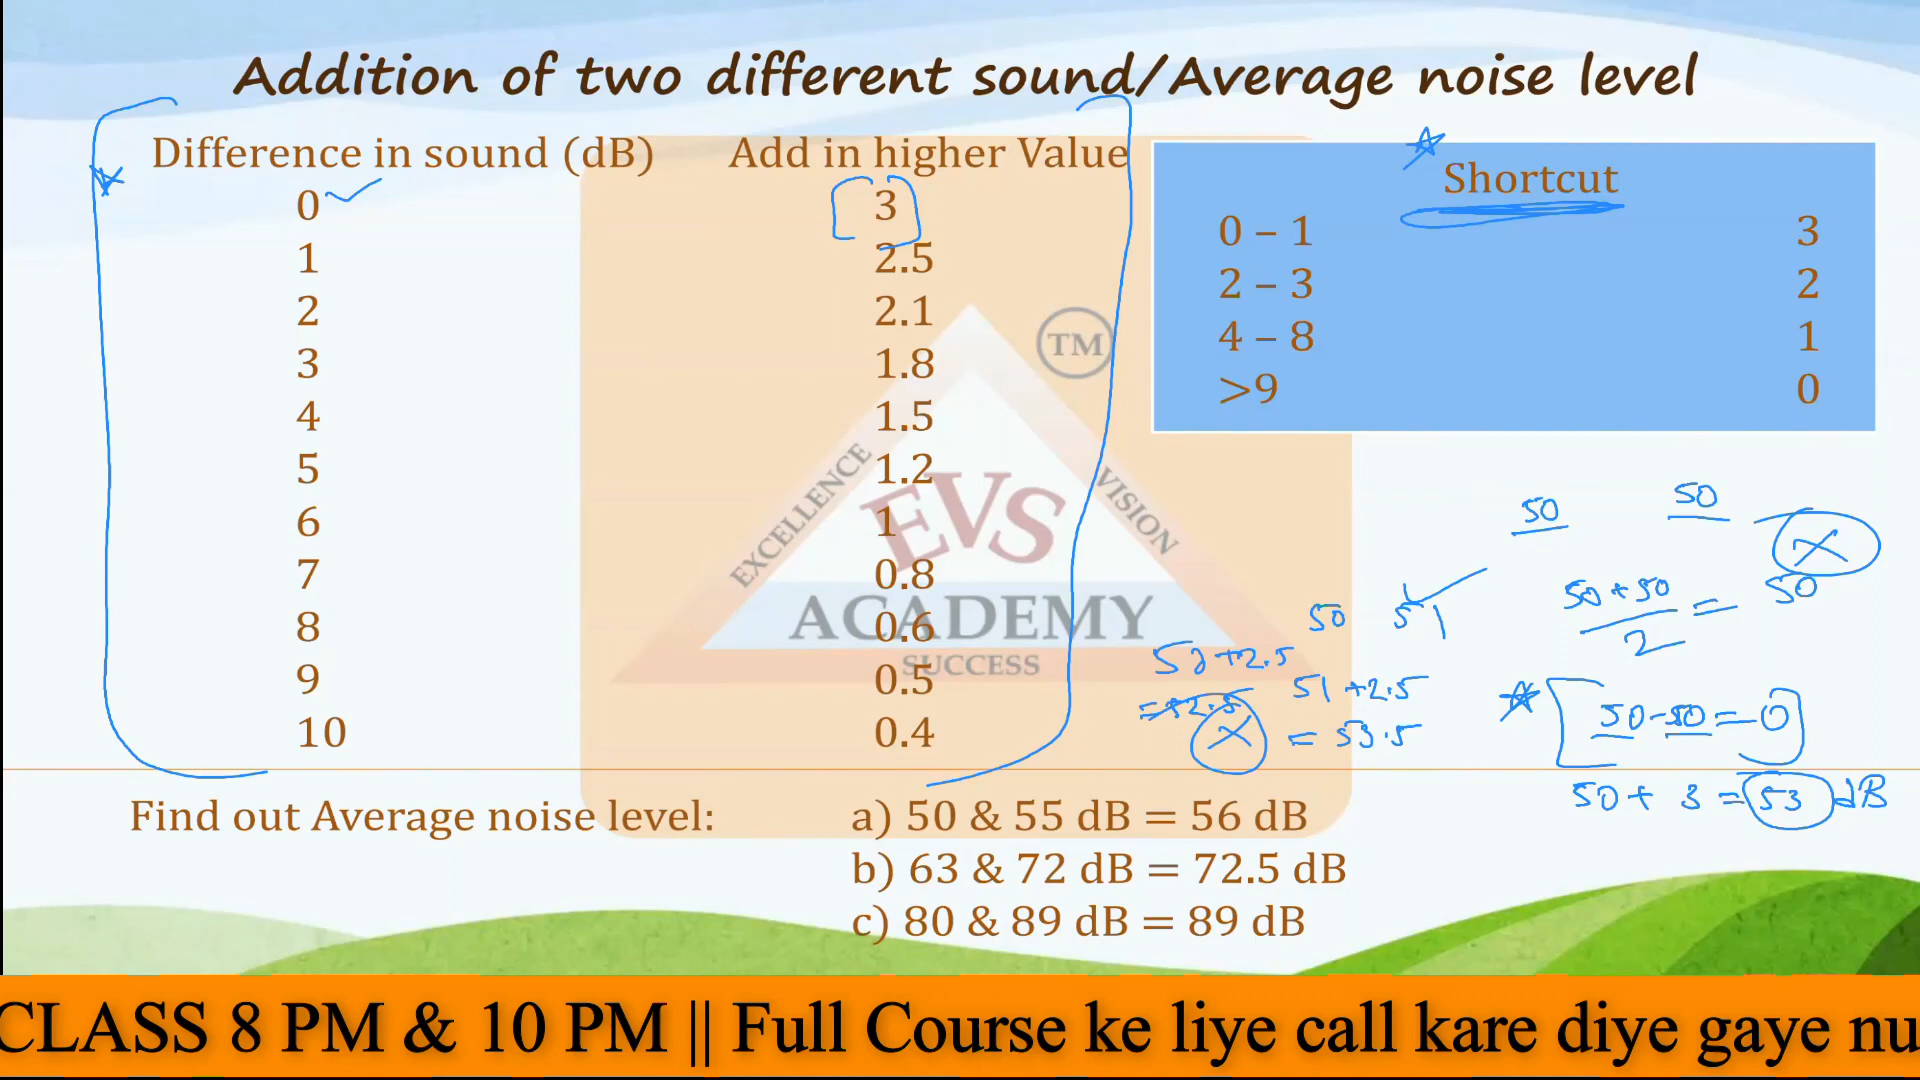 Addition of two different sound/Average noise level
Difference in sound (dB) Add in higher Value
0 3
1 2.5
2 2.1
3 1.8
4 1.5
5 1.2
6 1
7 0.8
8 0.6
9 0.5
10 0.4
Shortcut
0 – 1 3
2 – 3 2
4 – 8 1
>9 0
TM
EXCELLENCE
VISION
EVS
ACADEMY
SUCCESS
50 50
50 + 50 = 50
2
50 51
+2.5
51 +2.5
= 53.5
50 - 50 = 0
50 + 3 = 53 dB
Find out Average noise level: a) 50 & 55 dB = 56 dB
b) 63 & 72 dB = 72.5 dB
c) 80 & 89 dB = 89 dB
CLASS 8 PM & 10 PM || Full Course ke liye call kare diye gaye nu